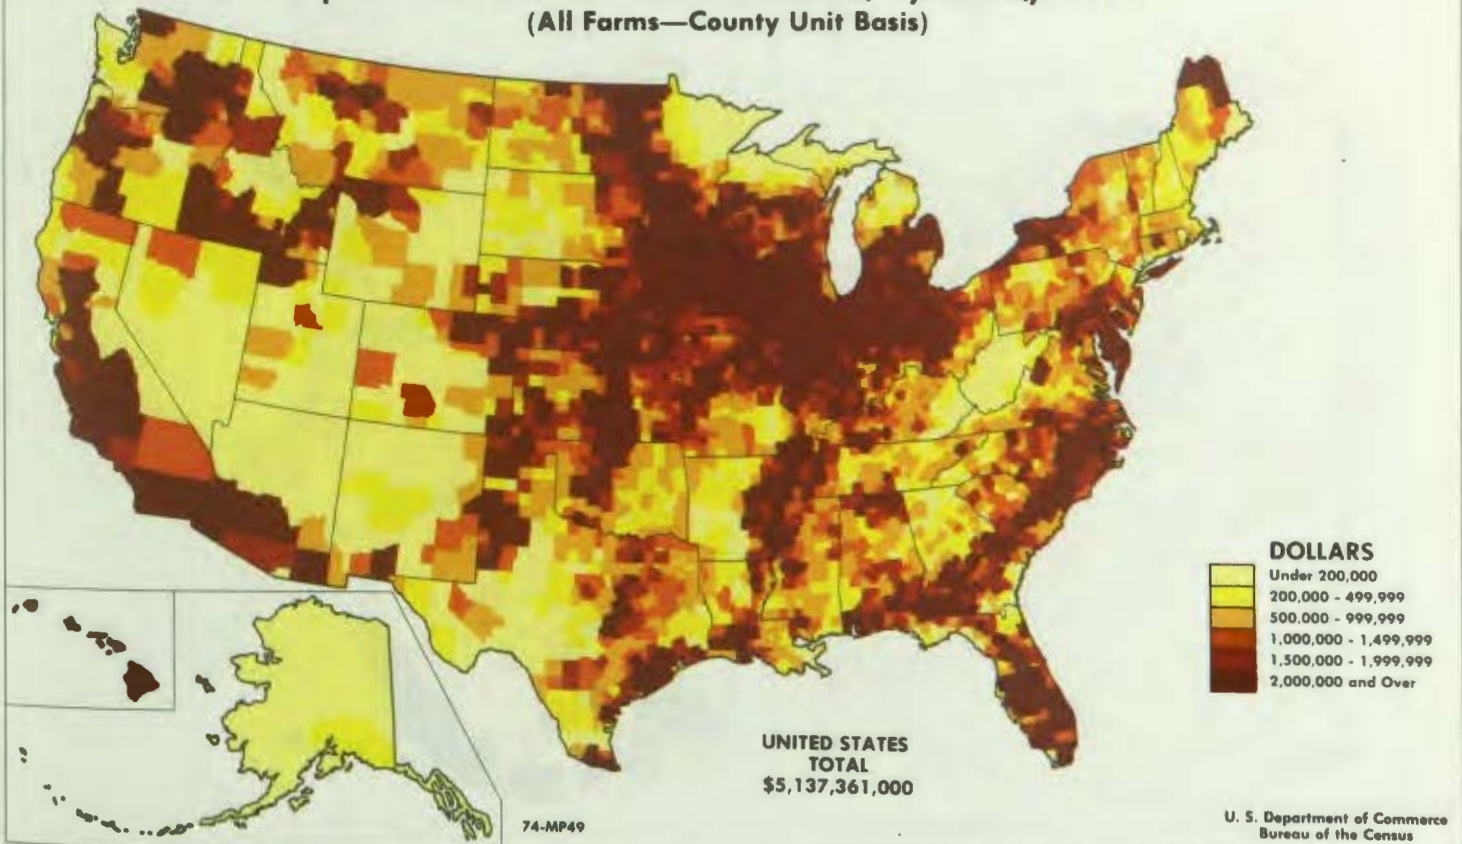 (All Farms—County Unit Basis)
DOLLARS
Under 200,000
200,000 - 499,999
500.000 - 999,999
1.000,000 - 1,499,999
1,500,000 - 1,999,999
2,000,000 and Over
UNITED STATES
TOTAL
$5,137,361,000
74-MP49
U. S. Department of Commerce
Bureau of the Census